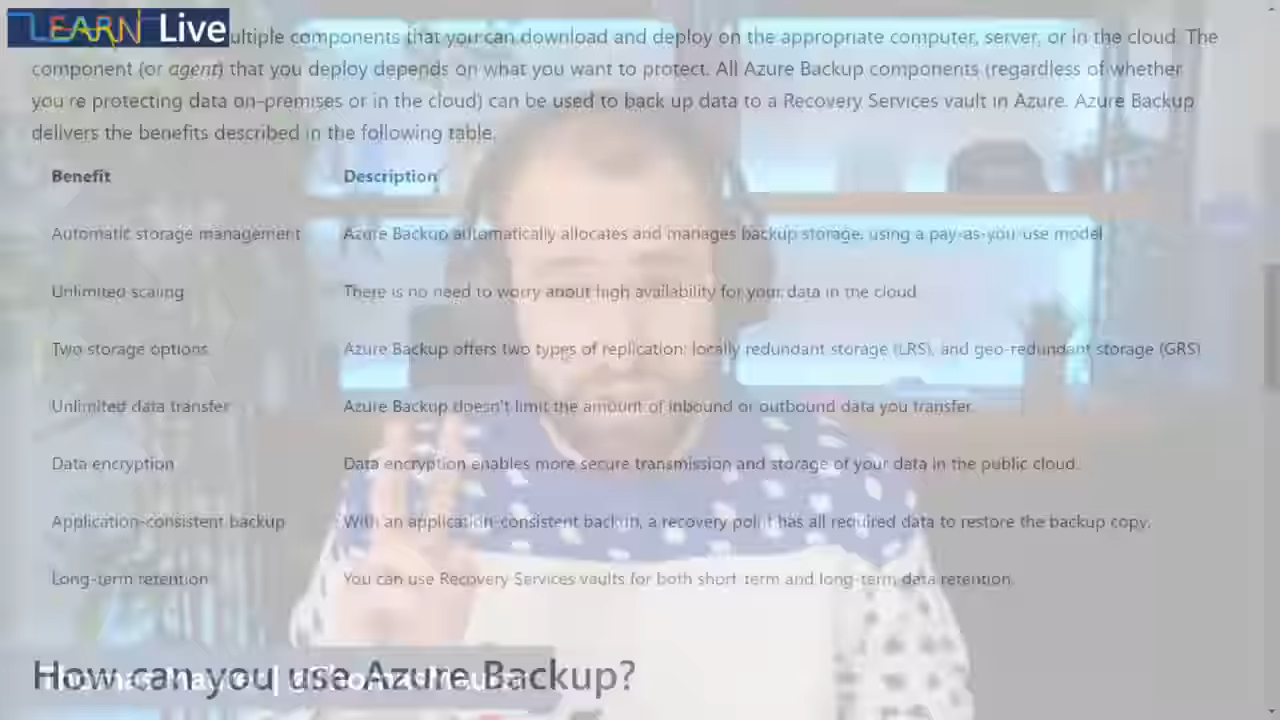 LEARN Live
ultiple components that you can download and deploy on the appropriate computer, server, or in the cloud. The
component (or agent) that you deploy depends on what you want to protect. All Azure Backup components (regardless of whether
you're protecting data on-premises or in the cloud) can be used to back up data to a Recovery Services vault in Azure. Azure Backup
delivers the benefits described in the following table.
Benefit Description
Automatic storage management Azure Backup automatically allocates and manages backup storage, using a pay-as-you-use model
Unlimited scaling There is no need to worry about high availability for your data in the cloud.
Two storage options Azure Backup offers two types of replication: locally redundant storage (LRS), and geo-redundant storage (GRS)
Unlimited data transfer Azure Backup doesn't limit the amount of inbound or outbound data you transfer.
Data encryption Data encryption enables more secure transmission and storage of your data in the public cloud.
Application-consistent backup With an application-consistent backup, a recovery point has all required data to restore the backup copy.
Long-term retention You can use Recovery Services vaults for both short-term and long-term data retention.
How can you use Azure Backup?